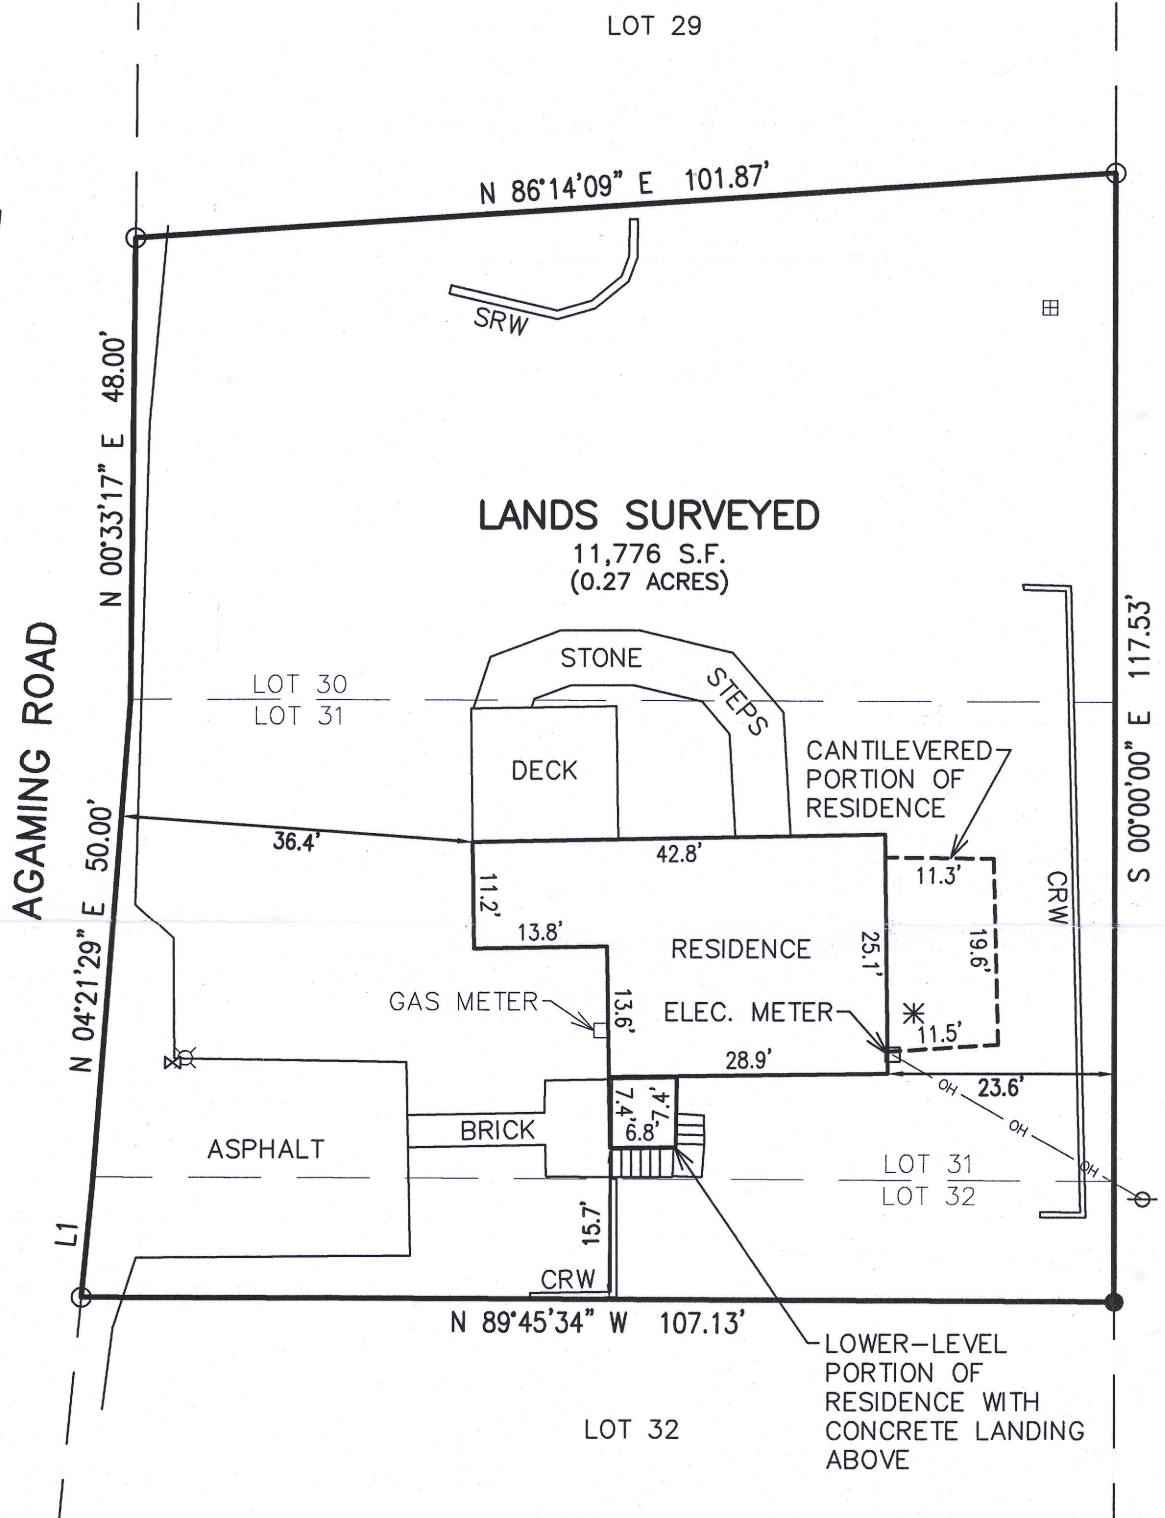 LOT 29
N 86°14'09" E 101.87'
SRW
N 00°33'17" E 48.00'
LANDS SURVEYED
11,776 S.F.
(0.27 ACRES)
S 00°00'00" E 117.53'
AGAMING ROAD
LOT 30
LOT 31
STONE
STEPS
DECK
CANTILEVERED
PORTION OF
RESIDENCE
36.4'
42.8'
11.3'
N 04°21'29" E 50.00'
11.2'
13.8'
RESIDENCE
25.1'
19.6'
CRW
GAS METER
13.6'
ELEC. METER
11.5'
28.9'
OH
23.6'
OH
OH
7.4'
7.4'
6.8'
BRICK
ASPHALT
LOT 31
LOT 32
L1
15.7'
CRW
N 89°45'34" W 107.13'
LOWER-LEVEL
PORTION OF
RESIDENCE WITH
CONCRETE LANDING
ABOVE
LOT 32